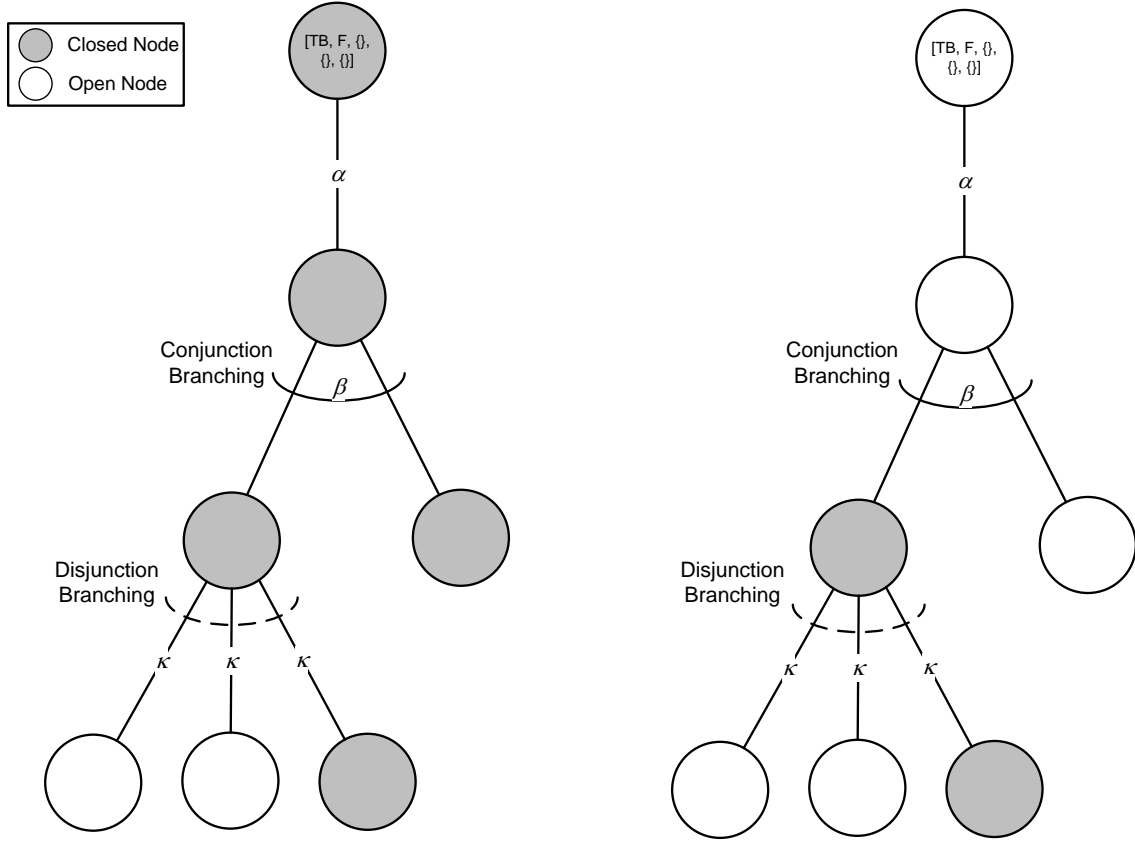 Closed Node
Open Node
[TB, F, {},
{}, {}]
α
Conjunction
Branching
β
Disjunction
Branching
κ
κ
κ
[TB, F, {},
{}, {}]
α
Conjunction
Branching
β
Disjunction
Branching
κ
κ
κ